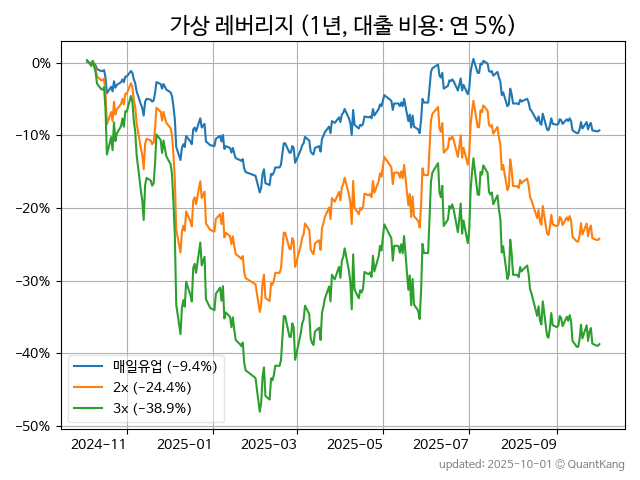 가상 레버리지 (1년, 대출 비용: 연 5%)
0%
−10%
−20%
−30%
−40%
−50%
매일유업 (−9.4%)
2x (−24.4%)
3x (−38.9%)
2024-11
2025-01
2025-03
2025-05
2025-07
2025-09
updated: 2025-10-01 © QuantKang